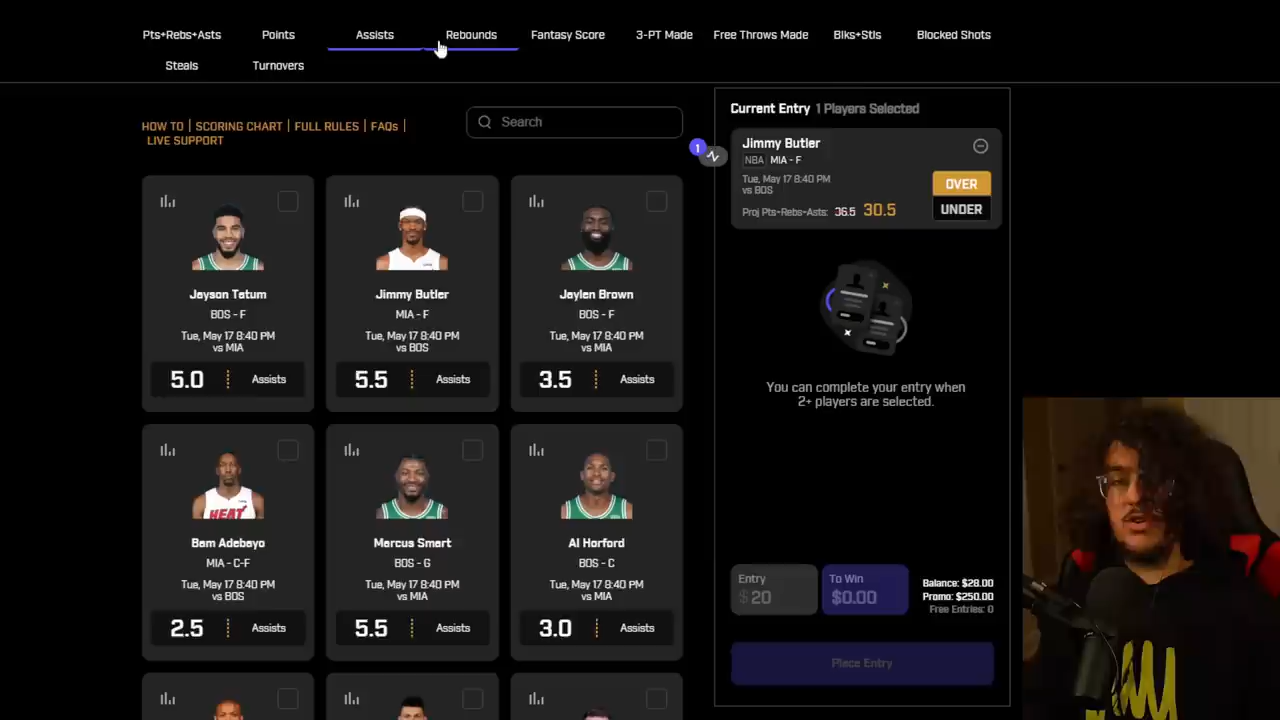 Pts+Rebs+Asts
Points
Assists
Rebounds
Fantasy Score
3-PT Made
Free Throws Made
Blks+Stls
Blocked Shots
Steals
Turnovers
HOW TO | SCORING CHART | FULL RULES | FAQs |
LIVE SUPPORT
Search
Jayson Tatum
BOS - F
Tue, May 17 8:40 PM
vs MIA
5.0 Assists
Jimmy Butler
MIA - F
Tue, May 17 8:40 PM
vs BOS
5.5 Assists
Jaylen Brown
BOS - F
Tue, May 17 8:40 PM
vs MIA
3.5 Assists
HEAT
Bam Adebayo
MIA - C-F
Tue, May 17 8:40 PM
vs BOS
2.5 Assists
Marcus Smart
BOS - G
Tue, May 17 8:40 PM
vs MIA
5.5 Assists
Al Horford
BOS - C
Tue, May 17 8:40 PM
vs MIA
3.0 Assists
Current Entry 1 Players Selected
1
Jimmy Butler
NBA MIA - F
Tue, May 17 8:40 PM
vs BOS
Proj Pts-Rebs-Asts: 36.5 30.5
OVER
UNDER
You can complete your entry when
2+ players are selected.
Entry
$ 20
To Win
$0.00
Balance: $28.00
Promo: $250.00
Free Entries: 0
Place Entry